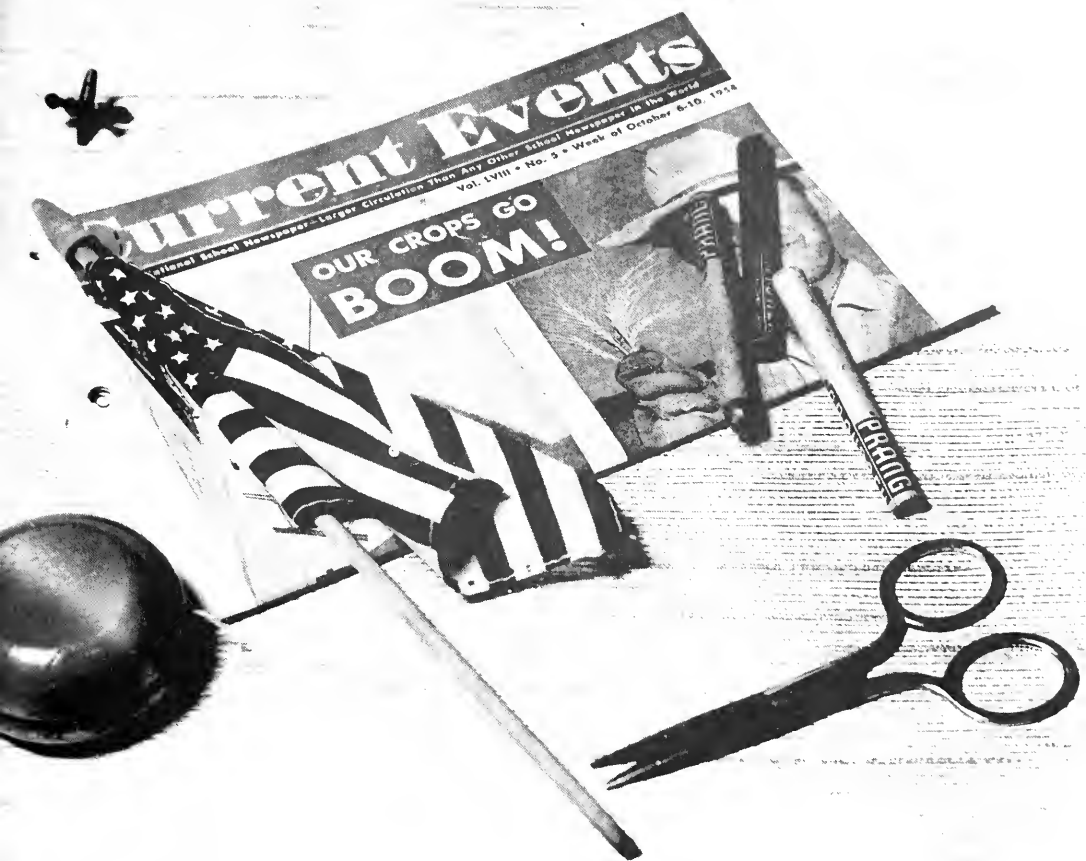 Current Events
National School Newspaper—Larger Circulation Than Any Other School Newspaper in the World
Vol. LVIII • No. 5 • Week of October 6-10,
OUR CROPS GO
BOOM!
PRANG
PRANG